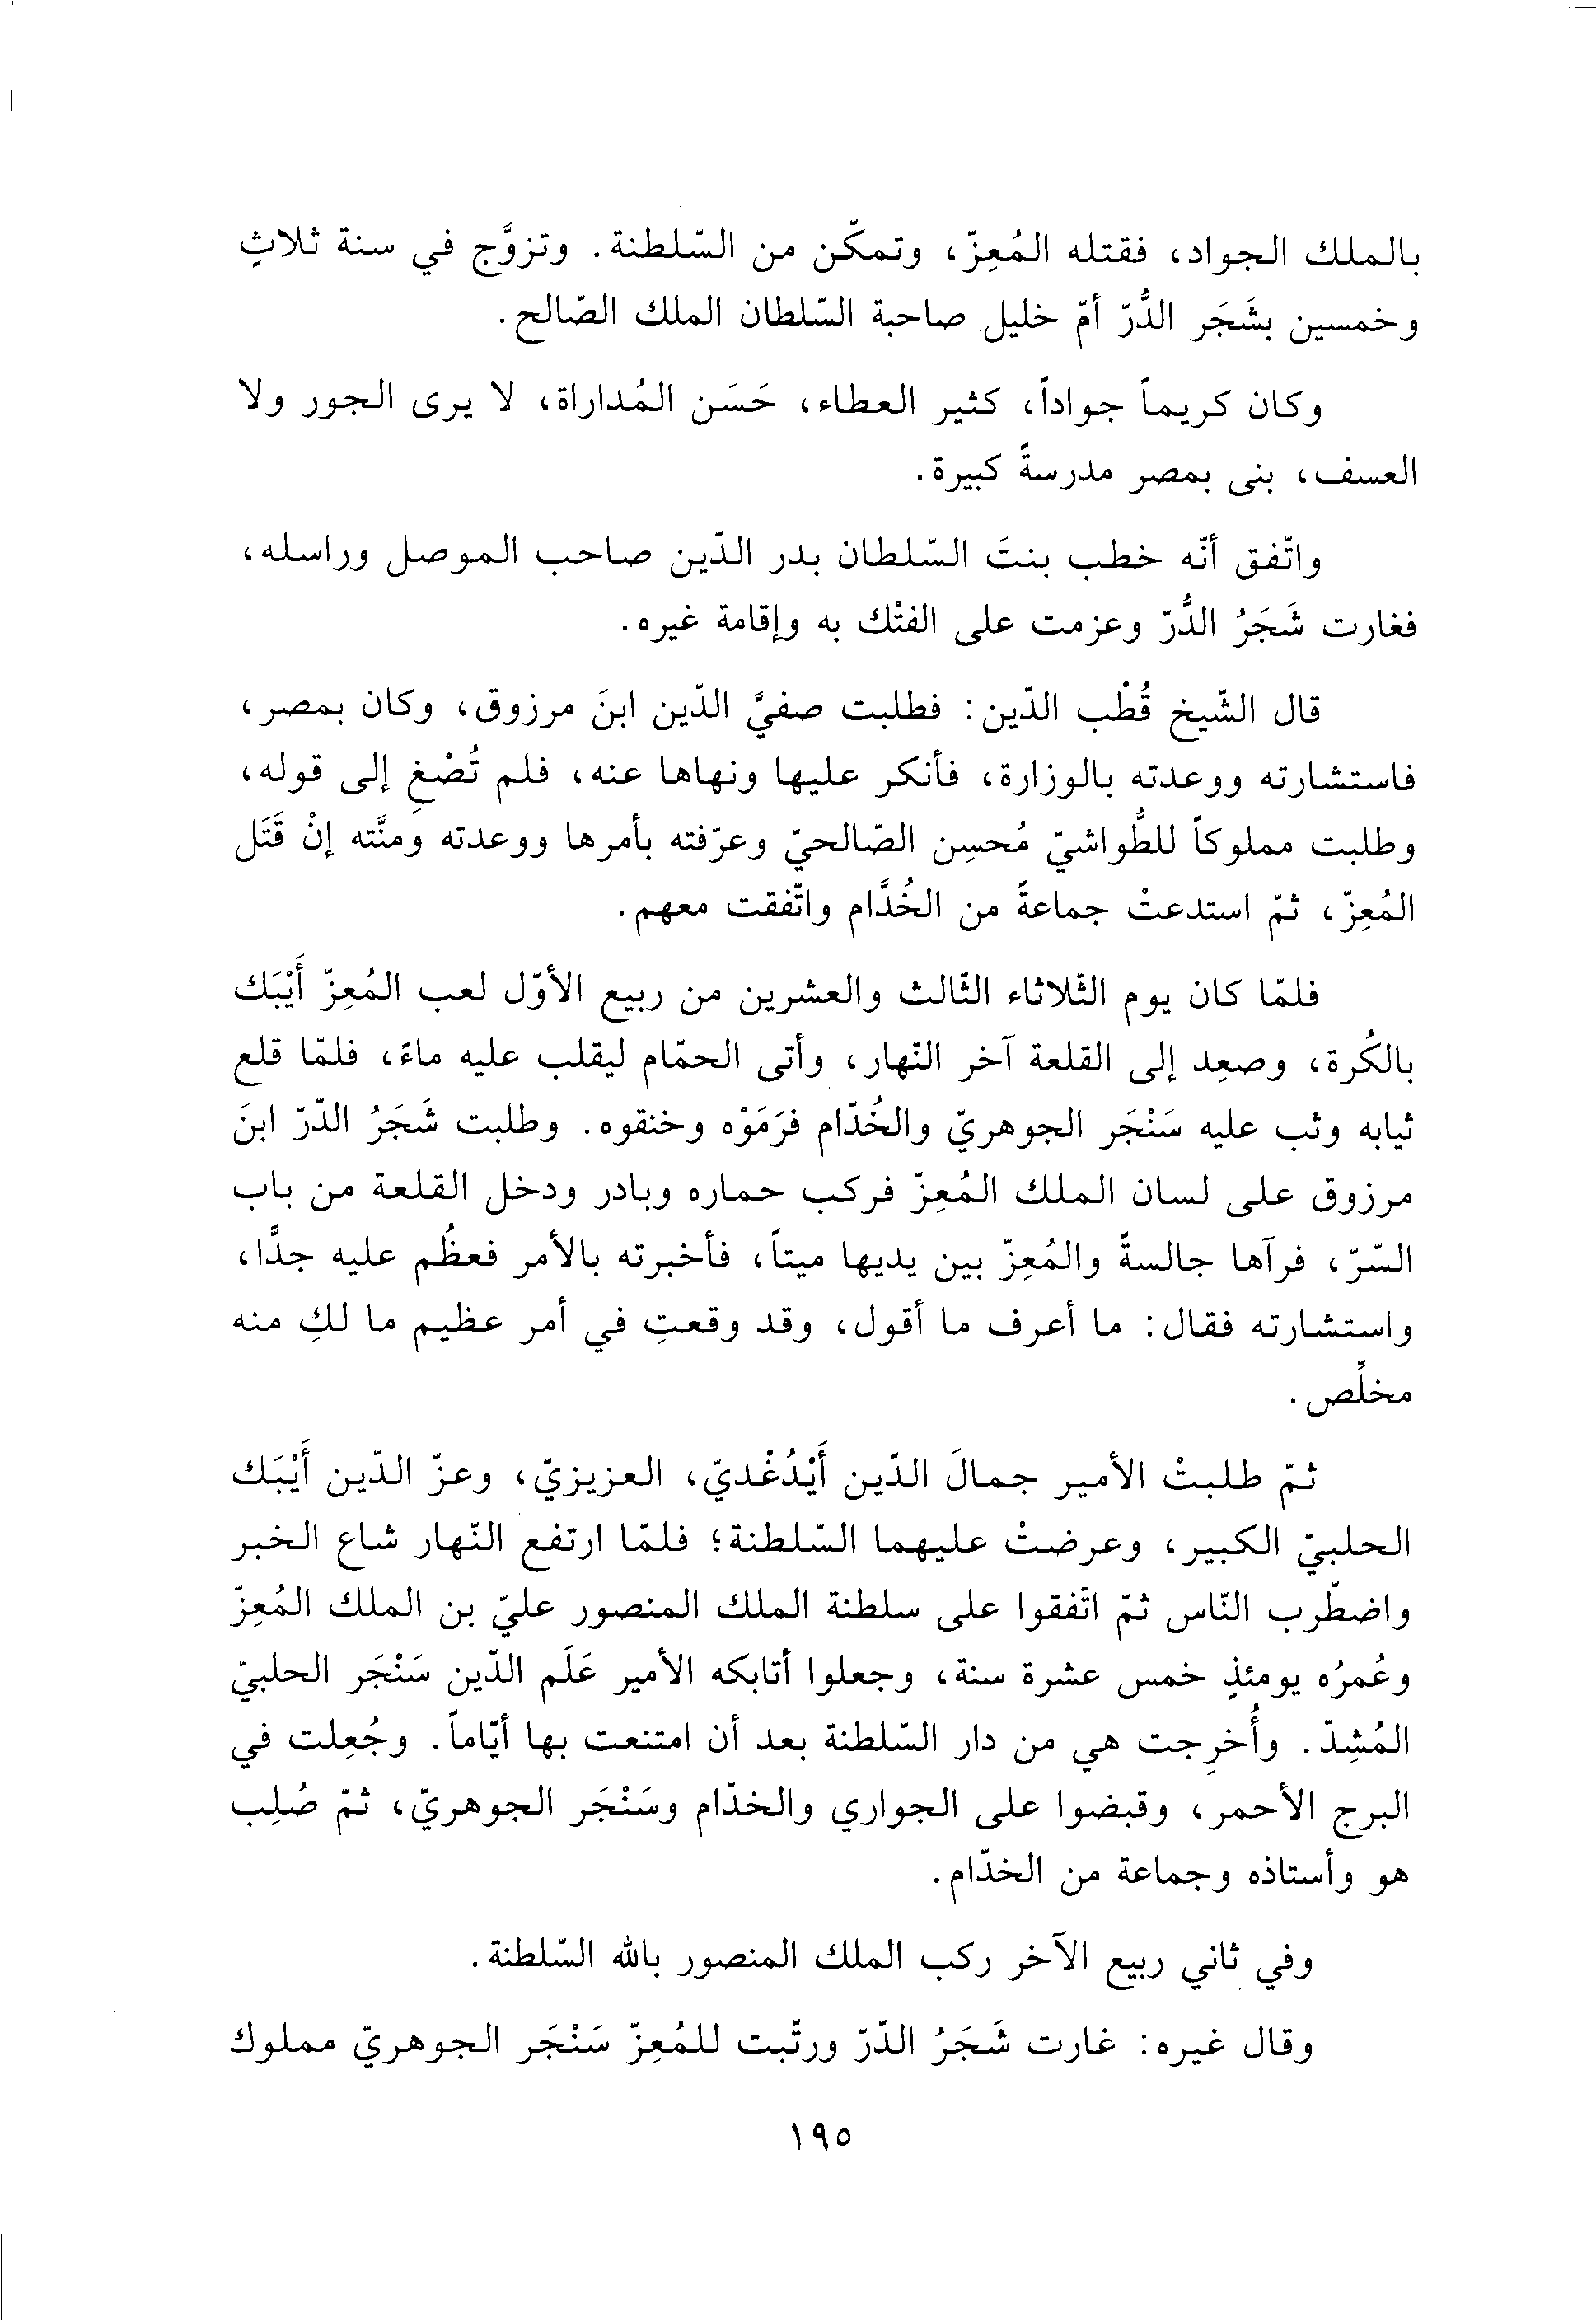 بالملك الجواد، فقتله المُعِزّ، وتمكّن من السّلطنة. وتزوَّج في سنة ثلاثٍ
وخمسين بشَجَر الدُّرّ أمّ خليل صاحبة السّلطان الملك الصّالح.
وكان كريماً جواداً، كثير العطاء، حَسَن المُداراة، لا يرى الجور ولا
العسف، بنى بمصر مدرسةً كبيرة.
واتّفق أنّه خطب بنتَ السّلطان بدر الدّين صاحب الموصل وراسله،
فغارت شَجَرُ الدُّرّ وعزمت على الفتْك به وإقامة غيره.
قال الشّيخ قُطْب الدّين: فطلبت صفيَّ الدّين ابنَ مرزوق، وكان بمصر،
فاستشارته ووعدته بالوزارة، فأنكر عليها ونهاها عنه، فلم تُصْغِ إلى قوله،
وطلبت مملوكاً للطُّواشيّ مُحسِن الصّالحيّ وعرّفته بأمرها ووعدته ومنَّته إنْ قَتَل
المُعِزّ، ثمّ استدعتْ جماعةً من الخُدَّام واتّفقت معهم.
فلمّا كان يوم الثّلاثاء الثّالث والعشرين من ربيع الأوّل لعب المُعِزّ أَيْبَك
بالكُرة، وصعِد إلى القلعة آخر النّهار، وأتى الحمّام ليقلب عليه ماءً، فلمّا قلع
ثيابه وثب عليه سَنْجَر الجوهريّ والخُدّام فرَمَوْه وخنقوه. وطلبت شَجَرُ الدّرّ ابنَ
مرزوق على لسان الملك المُعِزّ فركب حماره وبادر ودخل القلعة من باب
السّرّ، فرآها جالسةً والمُعِزّ بين يديها ميتاً، فأخبرته بالأمر فعظُم عليه جدًّا،
واستشارته فقال: ما أعرف ما أقول، وقد وقعتِ في أمر عظيم ما لكِ منه
مخلِّص.
ثمّ طلبتْ الأمير جمالَ الدّين أَيْدُغْديّ، العزيزيّ، وعزّ الدّين أَيْبَك
الحلبيّ الكبير، وعرضتْ عليهما السّلطنة؛ فلمّا ارتفع النّهار شاع الخبر
واضطّرب النّاس ثمّ اتّفقوا على سلطنة الملك المنصور عليّ بن الملك المُعِزّ
وعُمرُه يومئذٍ خمس عشرة سنة، وجعلوا أتابكه الأمير عَلَم الدّين سَنْجَر الحلبيّ
المُشِدّ. وأُخرِجت هي من دار السّلطنة بعد أن امتنعت بها أيّاماً. وجُعِلت في
البرج الأحمر، وقبضوا على الجواري والخدّام وسَنْجَر الجوهريّ، ثمّ صُلِب
هو وأستاذه وجماعة من الخدّام.
وفي ثاني ربيع الآخر ركب الملك المنصور بالله السّلطنة.
وقال غيره: غارت شَجَرُ الدّرّ ورتّبت للمُعِزّ سَنْجَر الجوهريّ مملوك
١٩٥